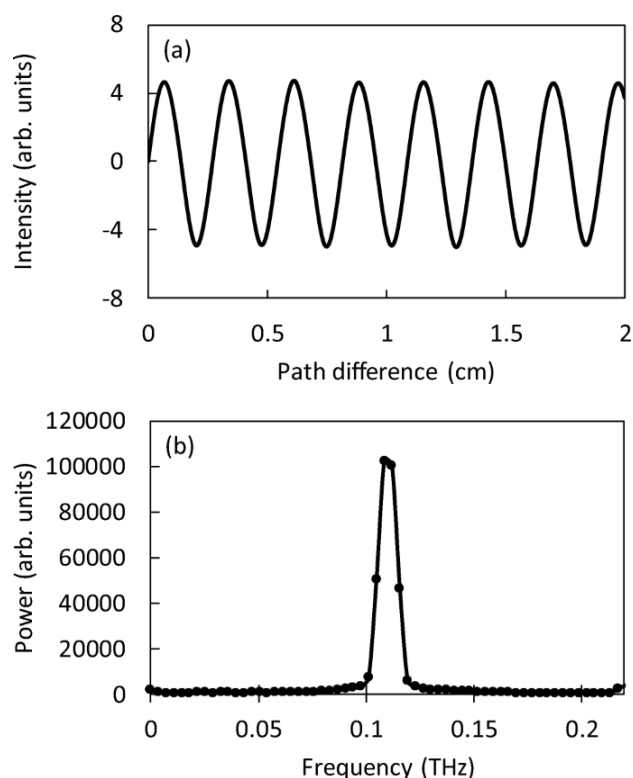 8
4
0
-4
-8
Intensity (arb. units)
(a)
0 0.5 1 1.5 2
Path difference (cm)
120000
100000
80000
60000
40000
20000
0
Power (arb. units)
(b)
0 0.05 0.1 0.15 0.2
Frequency (THz)